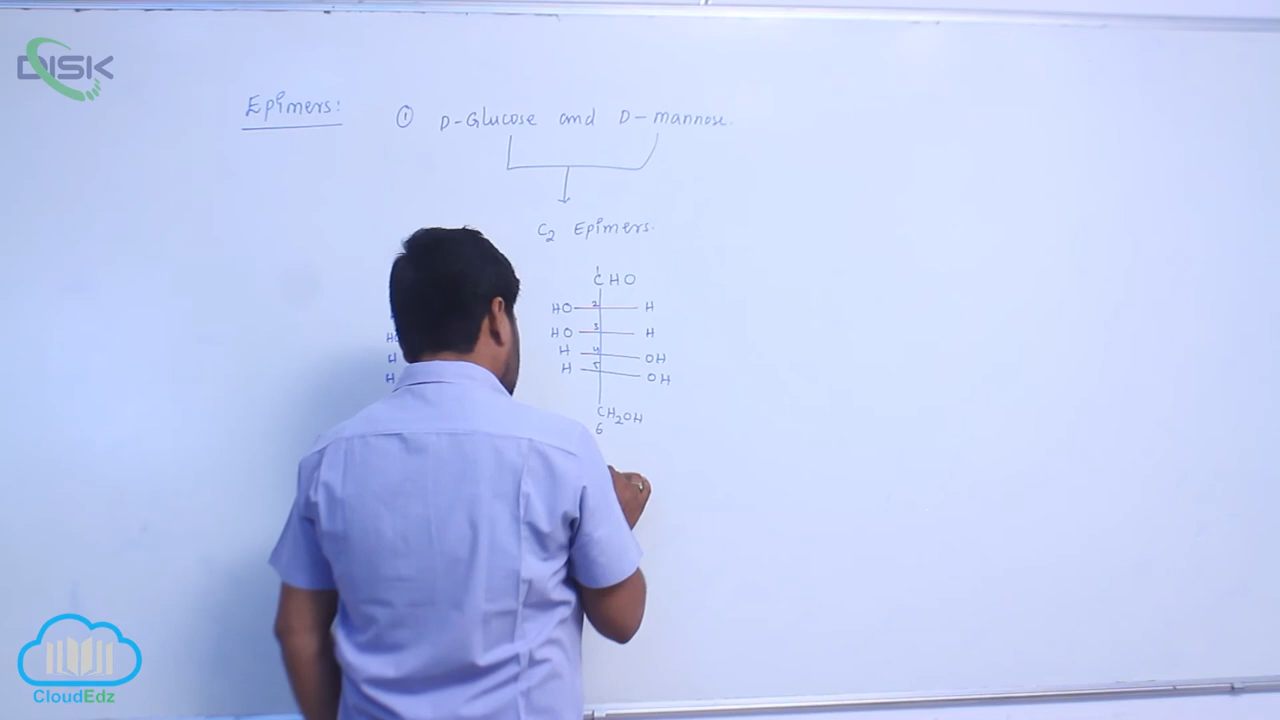 DISK
Epimers: ① D-Glucose and D-mannose.
C2 Epimers.
1
CHO
HO 2 H
HO 3 H
H 4 OH
H 5 OH
H
CH2OH
6
CloudEdz